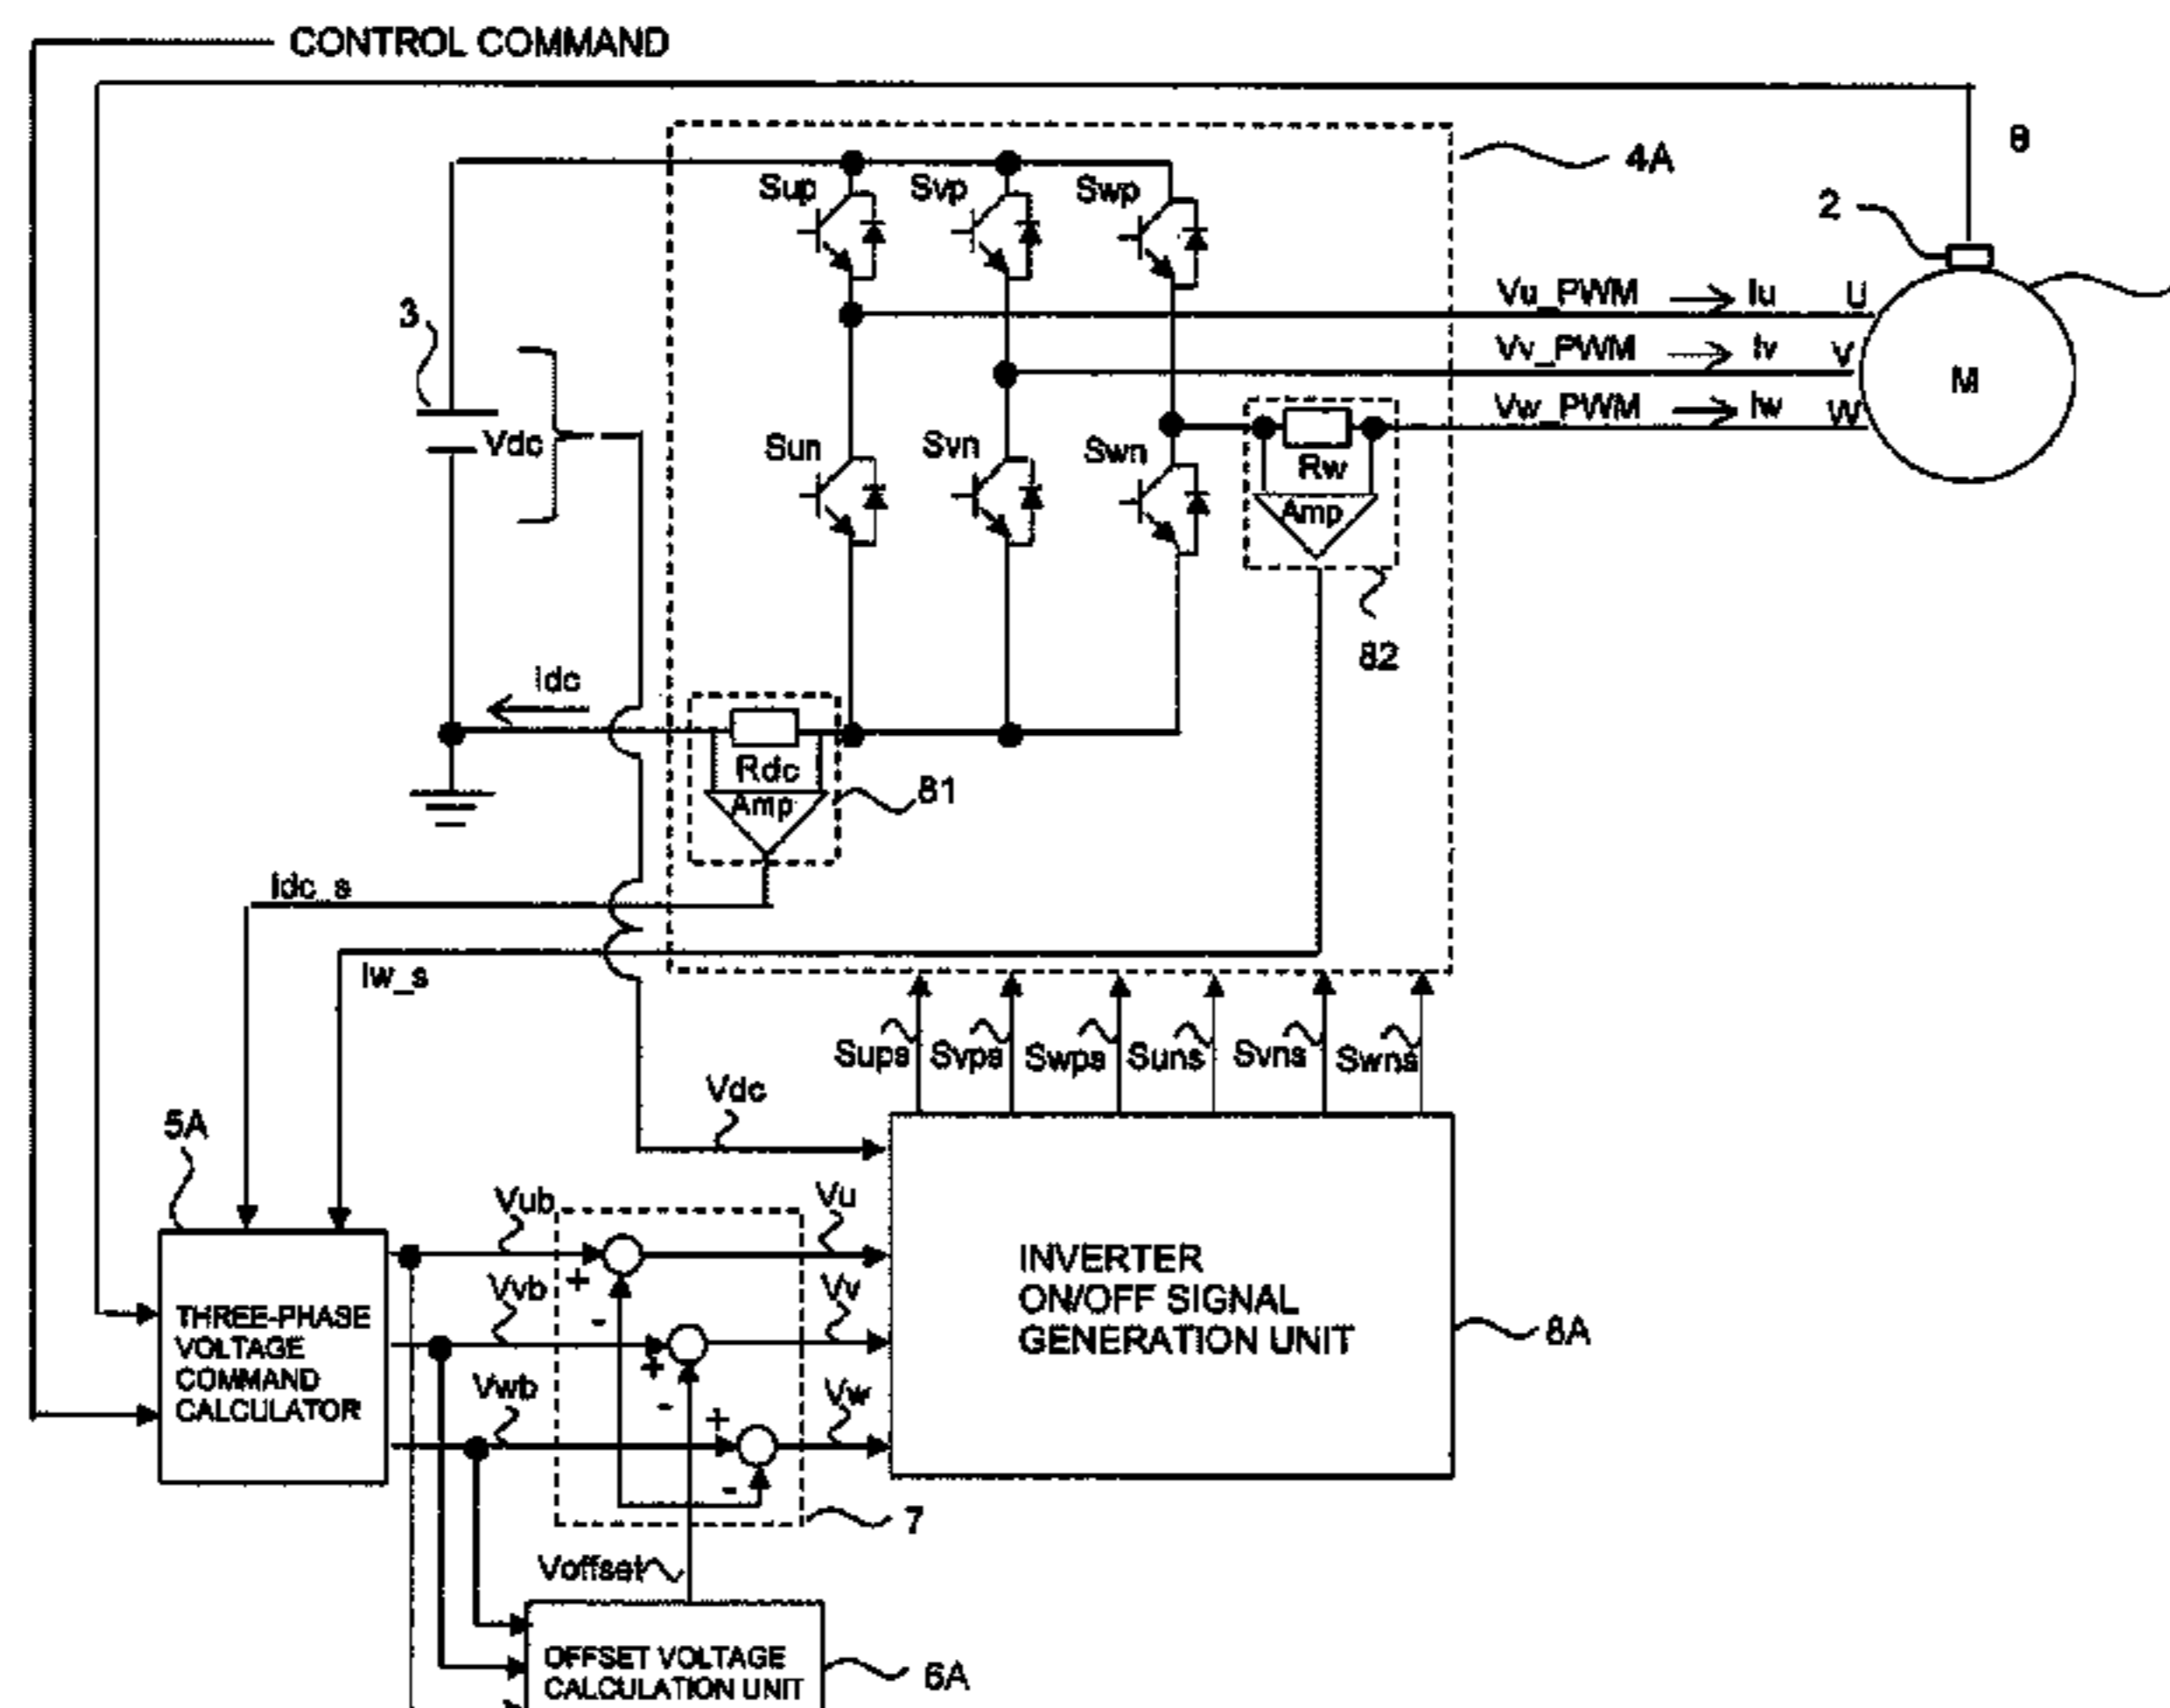 CONTROL COMMAND
4A
θ
2
Sup
Svp
Swp
Vu_PWM
Iu
U
Vv_PWM
Iv
V
Vw_PWM
Iw
W
M
3
Vdc
Sun
Svn
Swn
Rw
Amp
82
Idc
Rdc
Amp
81
Idc_s
Iw_s
Sups
Svps
Swps
Suns
Svns
Swns
Vdc
5A
Vub
Vu
+
-
Vvb
Vv
+
-
Vwb
Vw
+
-
THREE-PHASE
VOLTAGE
COMMAND
CALCULATOR
INVERTER
ON/OFF SIGNAL
GENERATION UNIT
8A
7
Voffset
OFFSET VOLTAGE
CALCULATION UNIT
6A